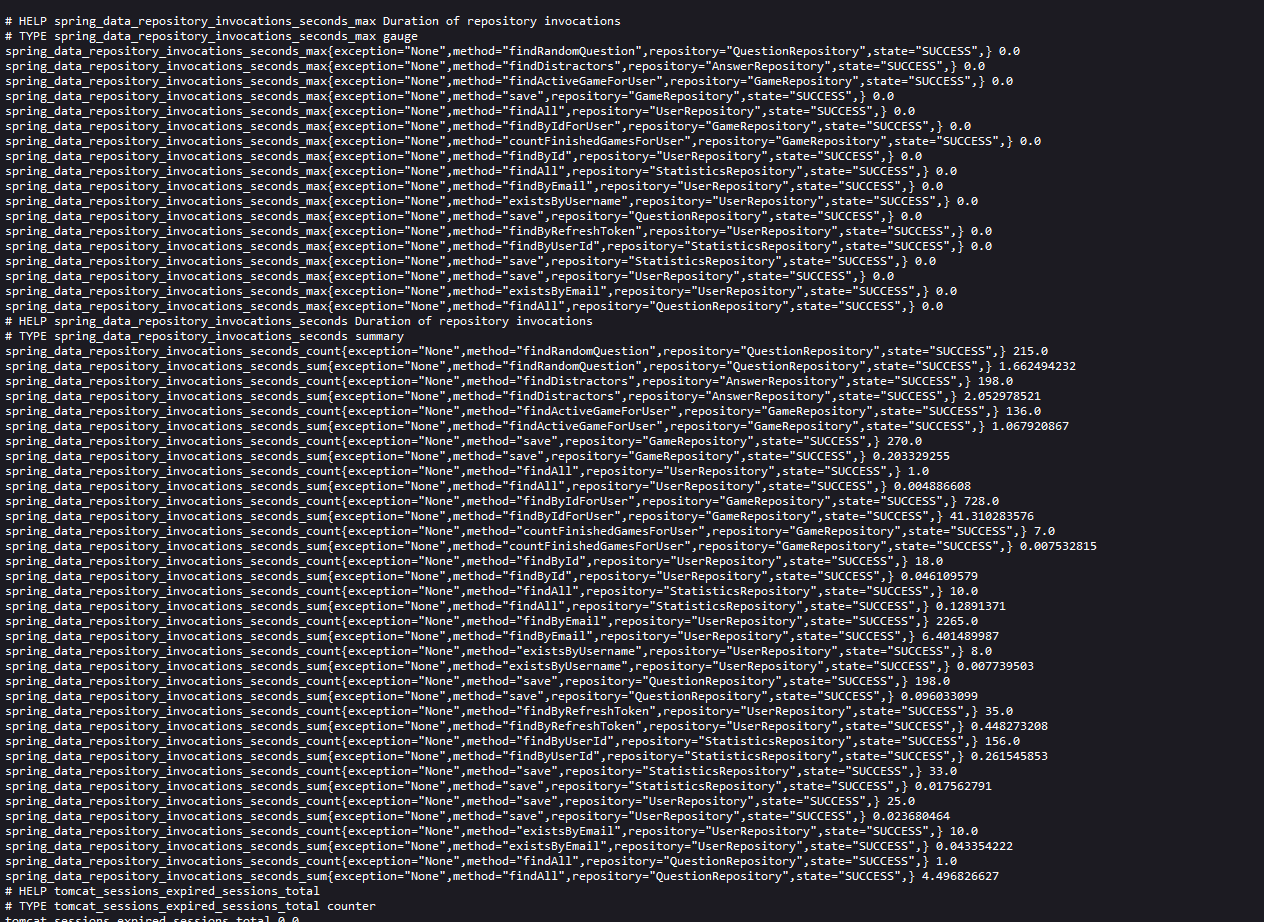 # HELP spring_data_repository_invocations_seconds_max Duration of repository invocations
# TYPE spring_data_repository_invocations_seconds_max gauge
spring_data_repository_invocations_seconds_max{exception="None",method="findRandomQuestion",repository="QuestionRepository",state="SUCCESS",} 0.0
spring_data_repository_invocations_seconds_max{exception="None",method="findDistractors",repository="AnswerRepository",state="SUCCESS",} 0.0
spring_data_repository_invocations_seconds_max{exception="None",method="findActiveGameForUser",repository="GameRepository",state="SUCCESS",} 0.0
spring_data_repository_invocations_seconds_max{exception="None",method="save",repository="GameRepository",state="SUCCESS",} 0.0
spring_data_repository_invocations_seconds_max{exception="None",method="findAll",repository="UserRepository",state="SUCCESS",} 0.0
spring_data_repository_invocations_seconds_max{exception="None",method="findByIdForUser",repository="GameRepository",state="SUCCESS",} 0.0
spring_data_repository_invocations_seconds_max{exception="None",method="countFinishedGamesForUser",repository="GameRepository",state="SUCCESS",} 0.0
spring_data_repository_invocations_seconds_max{exception="None",method="findById",repository="UserRepository",state="SUCCESS",} 0.0
spring_data_repository_invocations_seconds_max{exception="None",method="findAll",repository="StatisticsRepository",state="SUCCESS",} 0.0
spring_data_repository_invocations_seconds_max{exception="None",method="findByEmail",repository="UserRepository",state="SUCCESS",} 0.0
spring_data_repository_invocations_seconds_max{exception="None",method="existsByUsername",repository="UserRepository",state="SUCCESS",} 0.0
spring_data_repository_invocations_seconds_max{exception="None",method="save",repository="QuestionRepository",state="SUCCESS",} 0.0
spring_data_repository_invocations_seconds_max{exception="None",method="findByRefreshToken",repository="UserRepository",state="SUCCESS",} 0.0
spring_data_repository_invocations_seconds_max{exception="None",method="findByUserId",repository="StatisticsRepository",state="SUCCESS",} 0.0
spring_data_repository_invocations_seconds_max{exception="None",method="save",repository="StatisticsRepository",state="SUCCESS",} 0.0
spring_data_repository_invocations_seconds_max{exception="None",method="save",repository="UserRepository",state="SUCCESS",} 0.0
spring_data_repository_invocations_seconds_max{exception="None",method="existsByEmail",repository="UserRepository",state="SUCCESS",} 0.0
spring_data_repository_invocations_seconds_max{exception="None",method="findAll",repository="QuestionRepository",state="SUCCESS",} 0.0
# HELP spring_data_repository_invocations_seconds Duration of repository invocations
# TYPE spring_data_repository_invocations_seconds summary
spring_data_repository_invocations_seconds_count{exception="None",method="findRandomQuestion",repository="QuestionRepository",state="SUCCESS",} 215.0
spring_data_repository_invocations_seconds_sum{exception="None",method="findRandomQuestion",repository="QuestionRepository",state="SUCCESS",} 1.662494232
spring_data_repository_invocations_seconds_count{exception="None",method="findDistractors",repository="AnswerRepository",state="SUCCESS",} 198.0
spring_data_repository_invocations_seconds_sum{exception="None",method="findDistractors",repository="AnswerRepository",state="SUCCESS",} 2.052978521
spring_data_repository_invocations_seconds_count{exception="None",method="findActiveGameForUser",repository="GameRepository",state="SUCCESS",} 136.0
spring_data_repository_invocations_seconds_sum{exception="None",method="findActiveGameForUser",repository="GameRepository",state="SUCCESS",} 1.067920867
spring_data_repository_invocations_seconds_count{exception="None",method="save",repository="GameRepository",state="SUCCESS",} 270.0
spring_data_repository_invocations_seconds_sum{exception="None",method="save",repository="GameRepository",state="SUCCESS",} 0.203329255
spring_data_repository_invocations_seconds_count{exception="None",method="findAll",repository="UserRepository",state="SUCCESS",} 1.0
spring_data_repository_invocations_seconds_sum{exception="None",method="findAll",repository="UserRepository",state="SUCCESS",} 0.004886608
spring_data_repository_invocations_seconds_count{exception="None",method="findByIdForUser",repository="GameRepository",state="SUCCESS",} 728.0
spring_data_repository_invocations_seconds_sum{exception="None",method="findByIdForUser",repository="GameRepository",state="SUCCESS",} 41.310283576
spring_data_repository_invocations_seconds_count{exception="None",method="countFinishedGamesForUser",repository="GameRepository",state="SUCCESS",} 7.0
spring_data_repository_invocations_seconds_sum{exception="None",method="countFinishedGamesForUser",repository="GameRepository",state="SUCCESS",} 0.007532815
spring_data_repository_invocations_seconds_count{exception="None",method="findById",repository="UserRepository",state="SUCCESS",} 18.0
spring_data_repository_invocations_seconds_sum{exception="None",method="findById",repository="UserRepository",state="SUCCESS",} 0.046109579
spring_data_repository_invocations_seconds_count{exception="None",method="findAll",repository="StatisticsRepository",state="SUCCESS",} 10.0
spring_data_repository_invocations_seconds_sum{exception="None",method="findAll",repository="StatisticsRepository",state="SUCCESS",} 0.12891371
spring_data_repository_invocations_seconds_count{exception="None",method="findByEmail",repository="UserRepository",state="SUCCESS",} 2265.0
spring_data_repository_invocations_seconds_sum{exception="None",method="findByEmail",repository="UserRepository",state="SUCCESS",} 6.401489987
spring_data_repository_invocations_seconds_count{exception="None",method="existsByUsername",repository="UserRepository",state="SUCCESS",} 8.0
spring_data_repository_invocations_seconds_sum{exception="None",method="existsByUsername",repository="UserRepository",state="SUCCESS",} 0.007739503
spring_data_repository_invocations_seconds_count{exception="None",method="save",repository="QuestionRepository",state="SUCCESS",} 198.0
spring_data_repository_invocations_seconds_sum{exception="None",method="save",repository="QuestionRepository",state="SUCCESS",} 0.096033099
spring_data_repository_invocations_seconds_count{exception="None",method="findByRefreshToken",repository="UserRepository",state="SUCCESS",} 35.0
spring_data_repository_invocations_seconds_sum{exception="None",method="findByRefreshToken",repository="UserRepository",state="SUCCESS",} 0.448273208
spring_data_repository_invocations_seconds_count{exception="None",method="findByUserId",repository="StatisticsRepository",state="SUCCESS",} 156.0
spring_data_repository_invocations_seconds_sum{exception="None",method="findByUserId",repository="StatisticsRepository",state="SUCCESS",} 0.261545853
spring_data_repository_invocations_seconds_count{exception="None",method="save",repository="StatisticsRepository",state="SUCCESS",} 33.0
spring_data_repository_invocations_seconds_sum{exception="None",method="save",repository="StatisticsRepository",state="SUCCESS",} 0.017562791
spring_data_repository_invocations_seconds_count{exception="None",method="save",repository="UserRepository",state="SUCCESS",} 25.0
spring_data_repository_invocations_seconds_sum{exception="None",method="save",repository="UserRepository",state="SUCCESS",} 0.023680464
spring_data_repository_invocations_seconds_count{exception="None",method="existsByEmail",repository="UserRepository",state="SUCCESS",} 10.0
spring_data_repository_invocations_seconds_sum{exception="None",method="existsByEmail",repository="UserRepository",state="SUCCESS",} 0.043354222
spring_data_repository_invocations_seconds_count{exception="None",method="findAll",repository="QuestionRepository",state="SUCCESS",} 1.0
spring_data_repository_invocations_seconds_sum{exception="None",method="findAll",repository="QuestionRepository",state="SUCCESS",} 4.496826627
# HELP tomcat_sessions_expired_sessions_total
# TYPE tomcat_sessions_expired_sessions_total counter
tomcat_sessions_expired_sessions_total 0.0